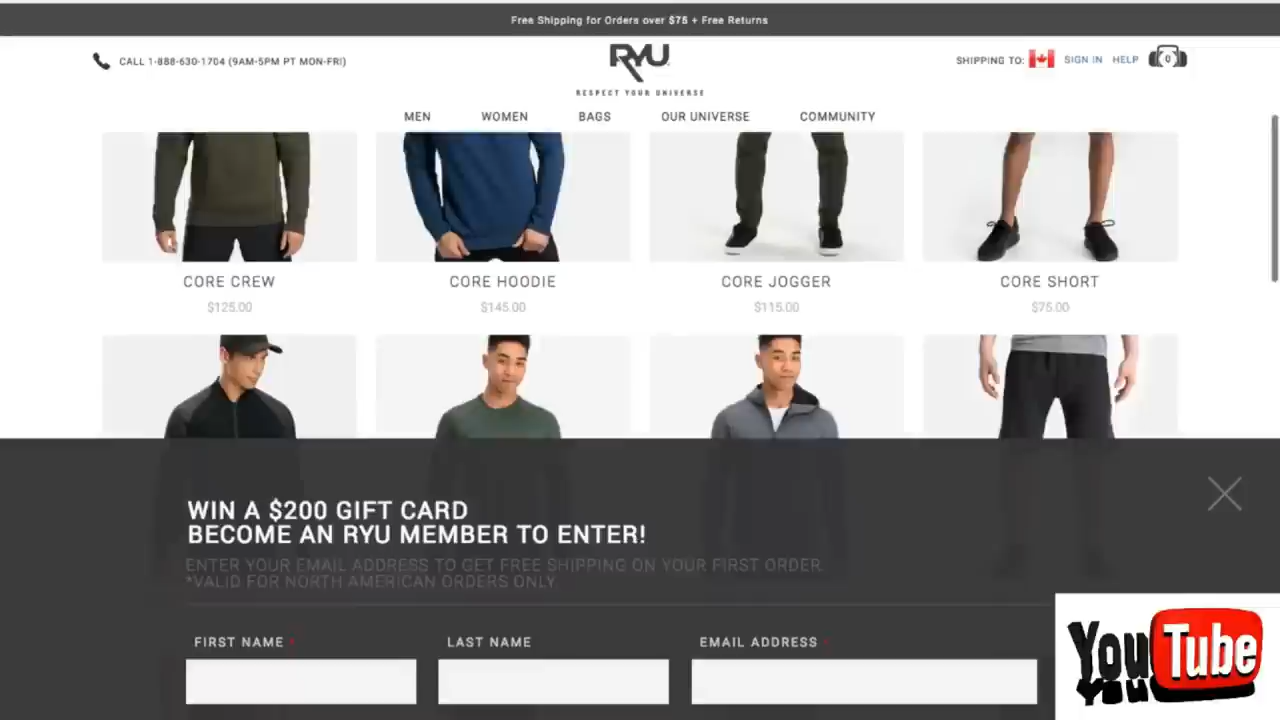 Free Shipping for Orders over $75 + Free Returns
CALL 1-888-630-1704 (9AM-5PM PT MON-FRI)
RYU
RESPECT YOUR UNIVERSE
SHIPPING TO: SIGN IN HELP 0
MEN WOMEN BAGS OUR UNIVERSE COMMUNITY
CORE CREW CORE HOODIE CORE JOGGER CORE SHORT
$125.00 $145.00 $115.00 $75.00
WIN A $200 GIFT CARD
BECOME AN RYU MEMBER TO ENTER!
ENTER YOUR EMAIL ADDRESS TO GET FREE SHIPPING ON YOUR FIRST ORDER.
*VALID FOR NORTH AMERICAN ORDERS ONLY
FIRST NAME * LAST NAME EMAIL ADDRESS *
YouTube